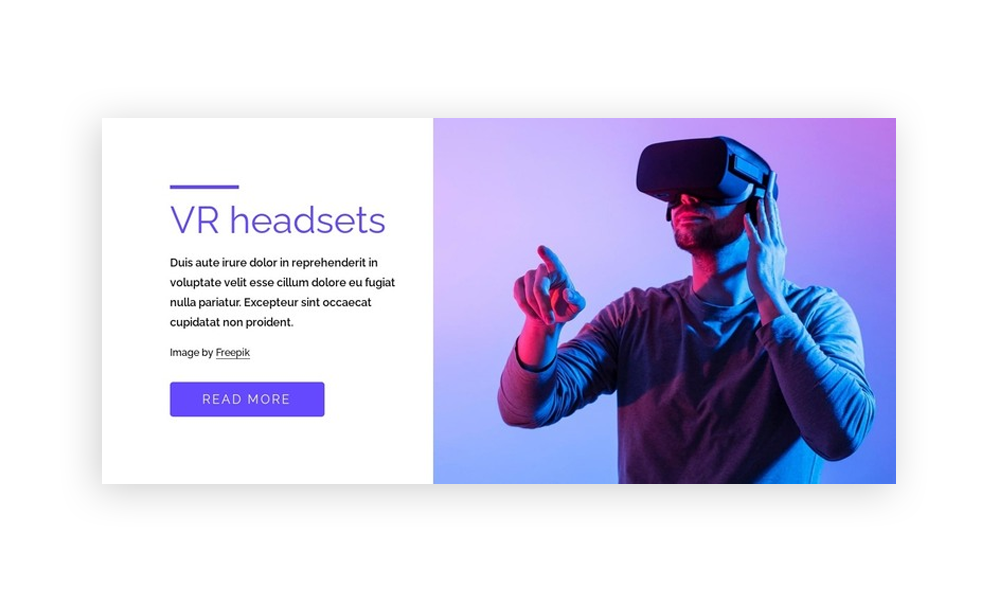 VR headsets
Duis aute irure dolor in reprehenderit in
voluptate velit esse cillum dolore eu fugiat
nulla pariatur. Excepteur sint occaecat
cupidatat non proident.
Image by Freepik
READ MORE